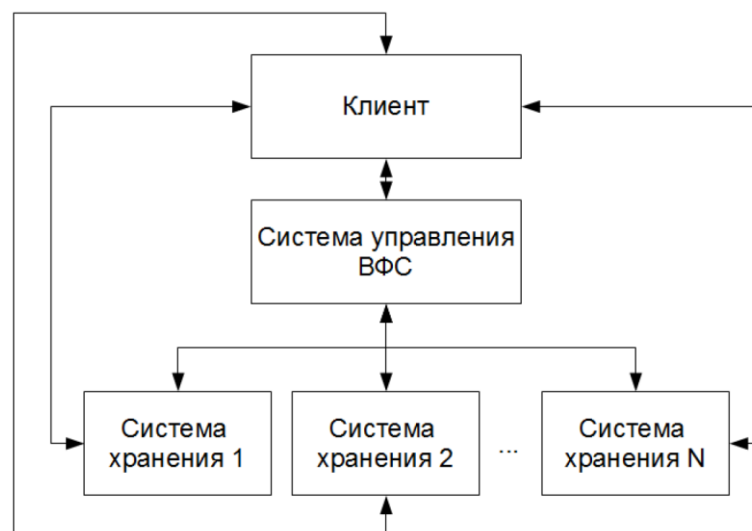 Клиент
Система управления
ВФС
Система
хранения 1
Система
хранения 2
...
Система
хранения N